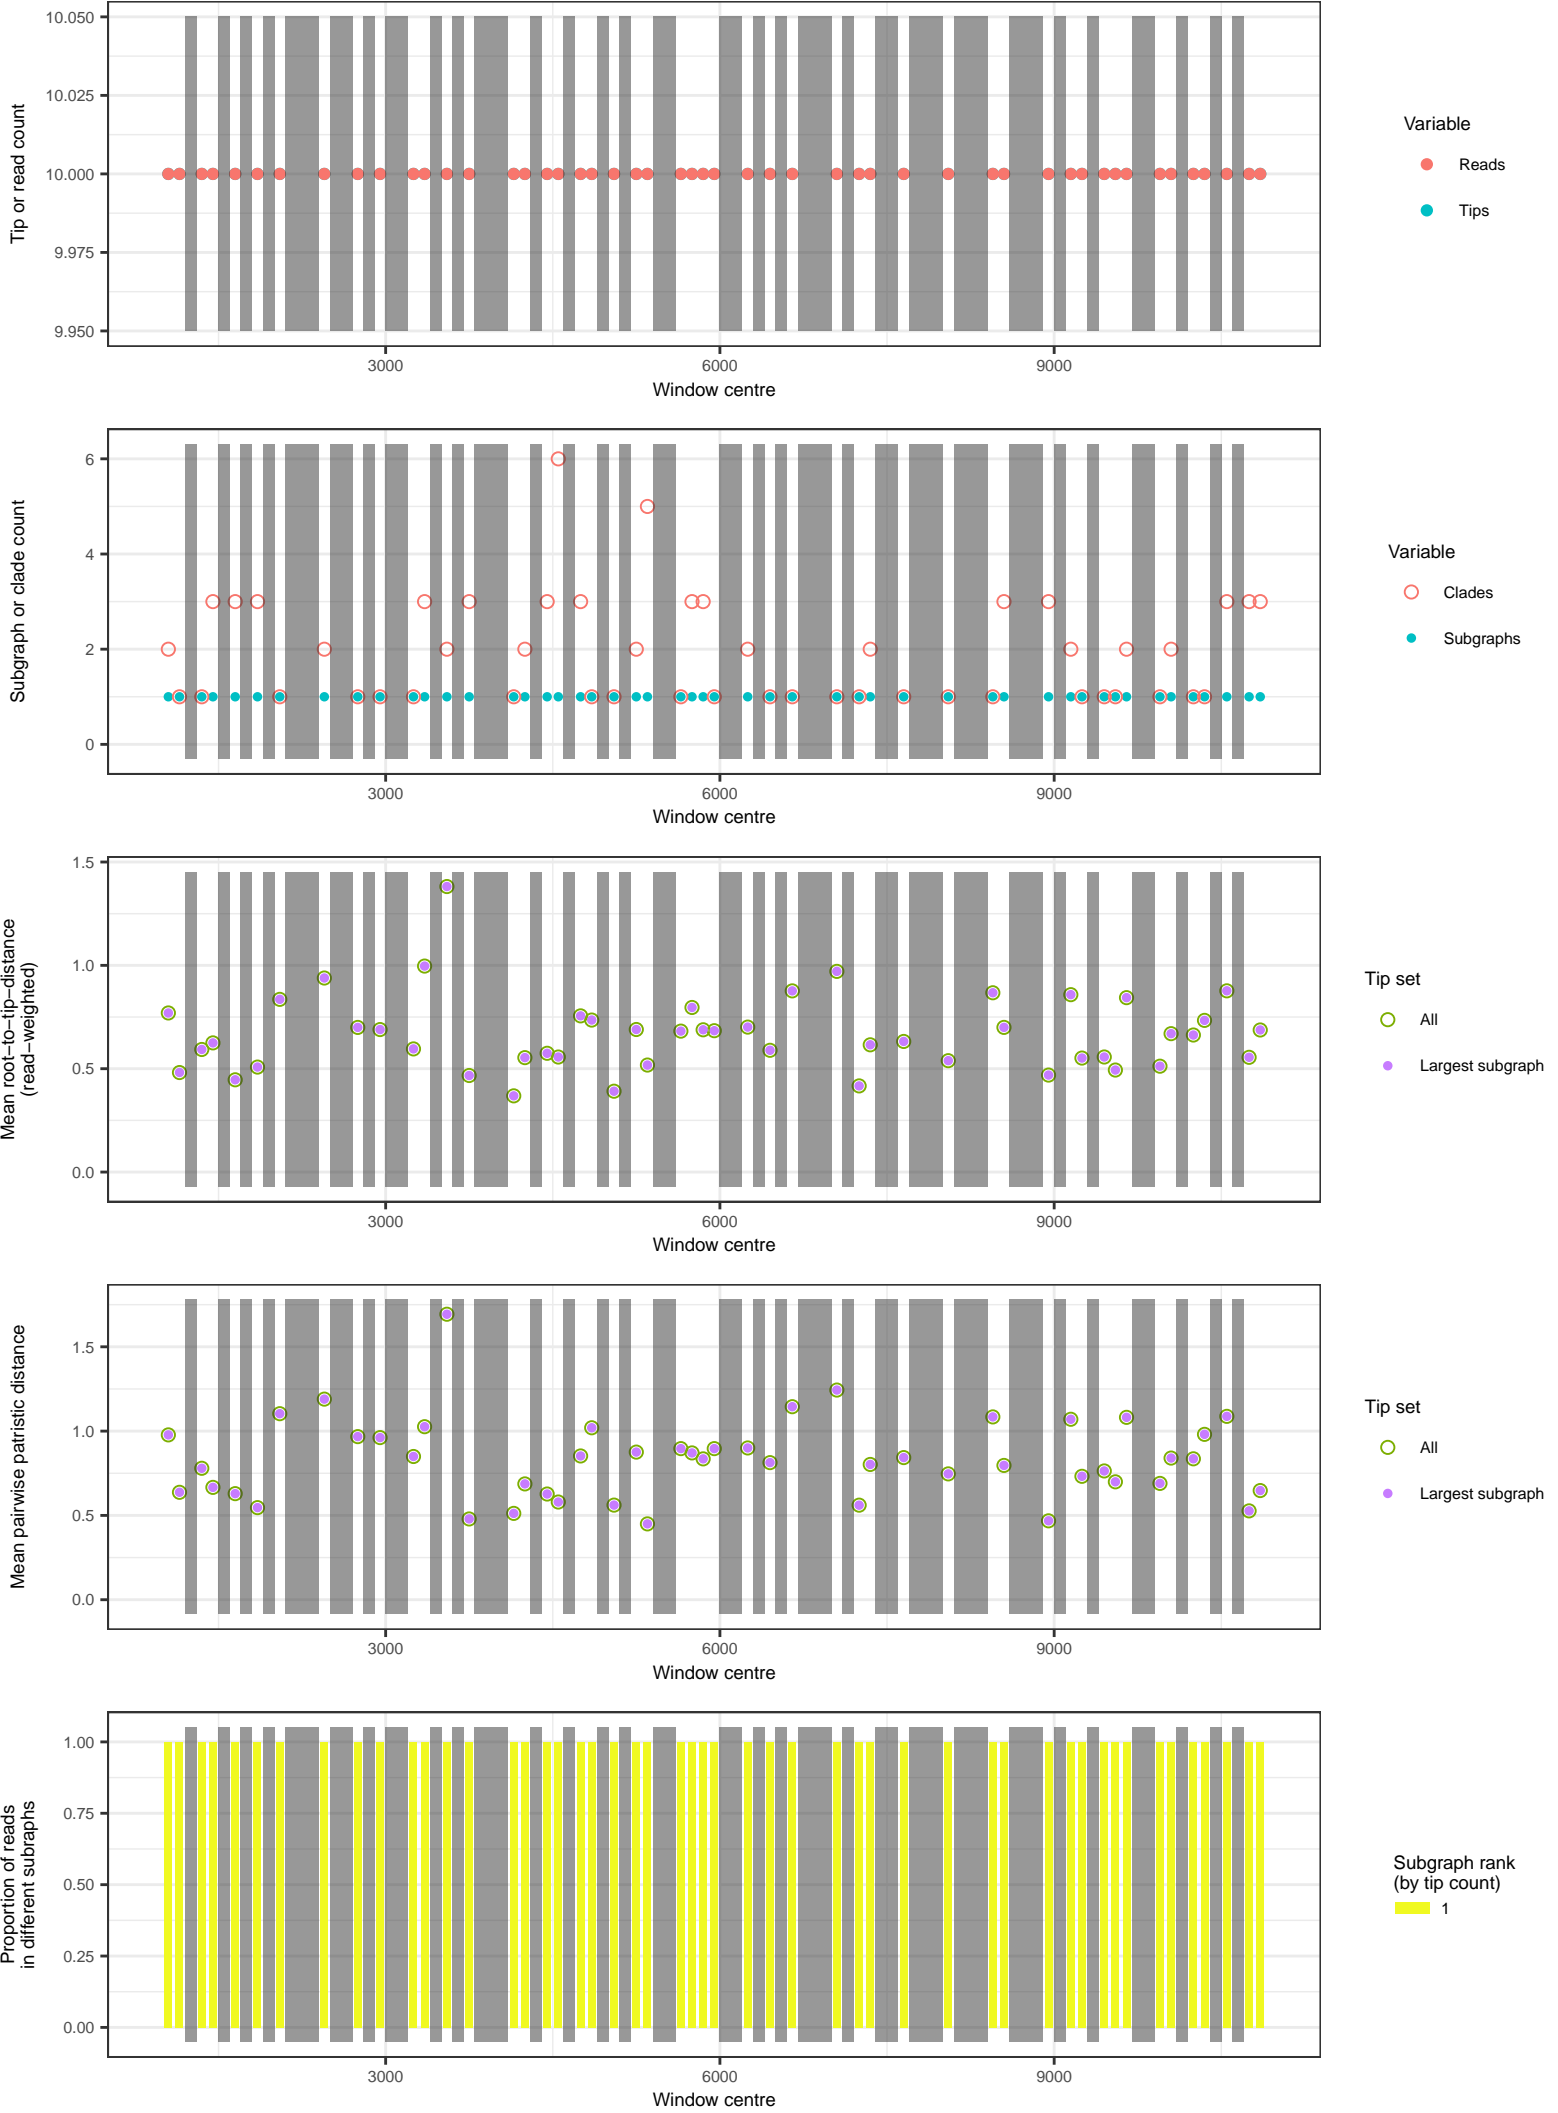 10.050
10.025
10.000
9.975
9.950
Tip or read count
3000 6000 9000
Window centre
Variable
Reads
Tips
6
4
2
0
Subgraph or clade count
3000 6000 9000
Window centre
Variable
Clades
Subgraphs
1.5
1.0
0.5
0.0
Mean root−to−tip−distance
(read−weighted)
3000 6000 9000
Window centre
Tip set
All
Largest subgraph
1.5
1.0
0.5
0.0
Mean pairwise patristic distance
3000 6000 9000
Window centre
Tip set
All
Largest subgraph
1.00
0.75
0.50
0.25
0.00
Proportion of reads
in different subraphs
3000 6000 9000
Window centre
Subgraph rank
(by tip count)
1